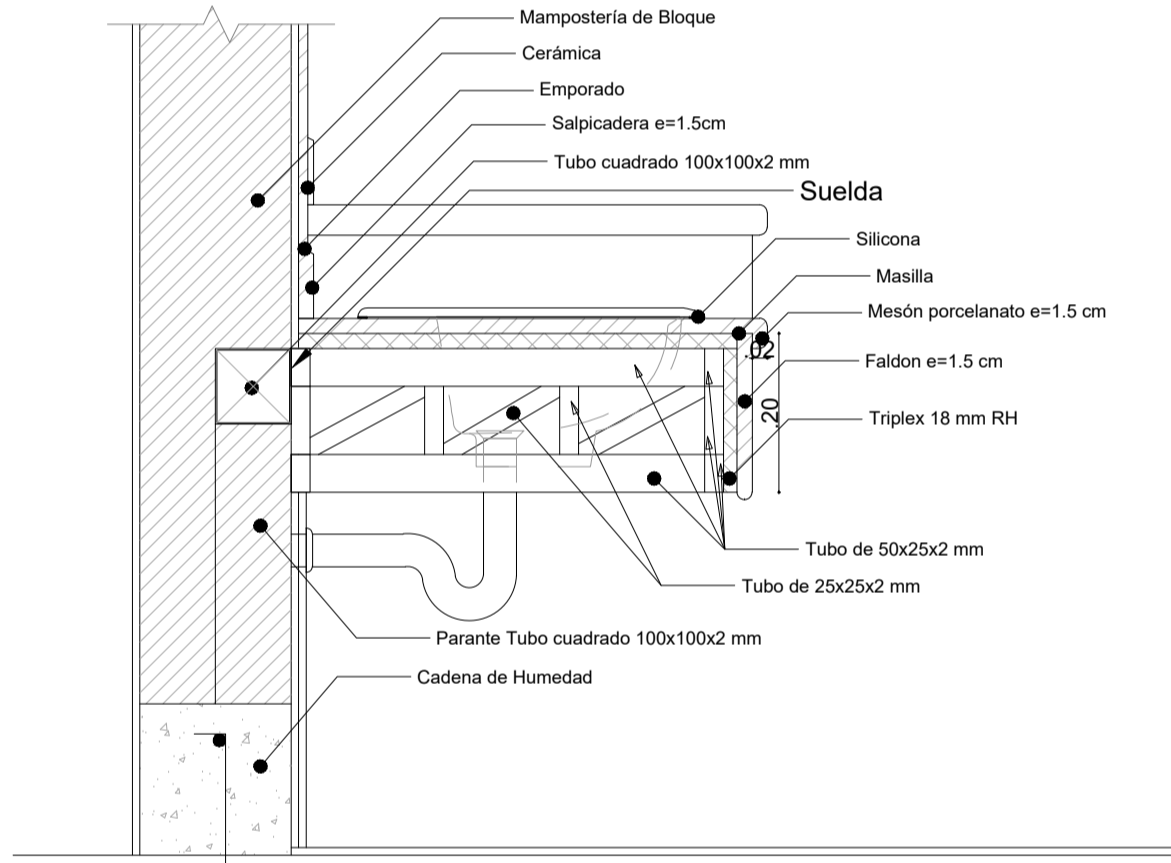 Mampostería de Bloque
Cerámica
Emporado
Salpicadera e=1.5cm
Tubo cuadrado 100x100x2 mm
Suelda
Silicona
Masilla
Mesón porcelanato e=1.5 cm
.02
Faldon e=1.5 cm
.20
Triplex 18 mm RH
Tubo de 50x25x2 mm
Tubo de 25x25x2 mm
Parante Tubo cuadrado 100x100x2 mm
Cadena de Humedad